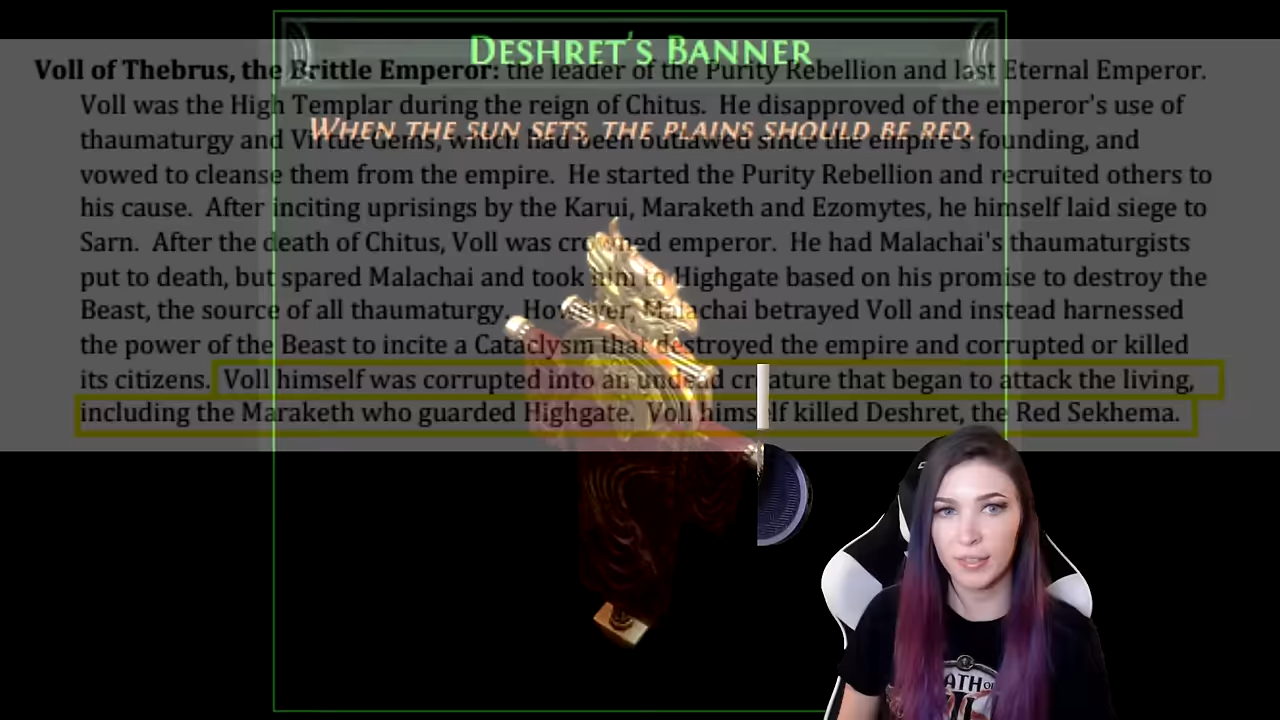 DESHRET'S BANNER
Voll of Thebrus, the Brittle Emperor: the leader of the Purity Rebellion and last Eternal Emperor.
Voll was the High Templar during the reign of Chitus. He disapproved of the emperor's use of
WHEN THE SUN SETS, THE PLAINS SHOULD BE RED.
thaumaturgy and Virtue Gems, which had been outlawed since the empire's founding, and
vowed to cleanse them from the empire. He started the Purity Rebellion and recruited others to
his cause. After inciting uprisings by the Karui, Maraketh and Ezomytes, he himself laid siege to
Sarn. After the death of Chitus, Voll was crowned emperor. He had Malachai's thaumaturgists
put to death, but spared Malachai and took him to Highgate based on his promise to destroy the
Beast, the source of all thaumaturgy. However, Malachai betrayed Voll and instead harnessed
the power of the Beast to incite a Cataclysm that destroyed the empire and corrupted or killed
its citizens. Voll himself was corrupted into an undead creature that began to attack the living,
including the Maraketh who guarded Highgate. Voll himself killed Deshret, the Red Sekhema.